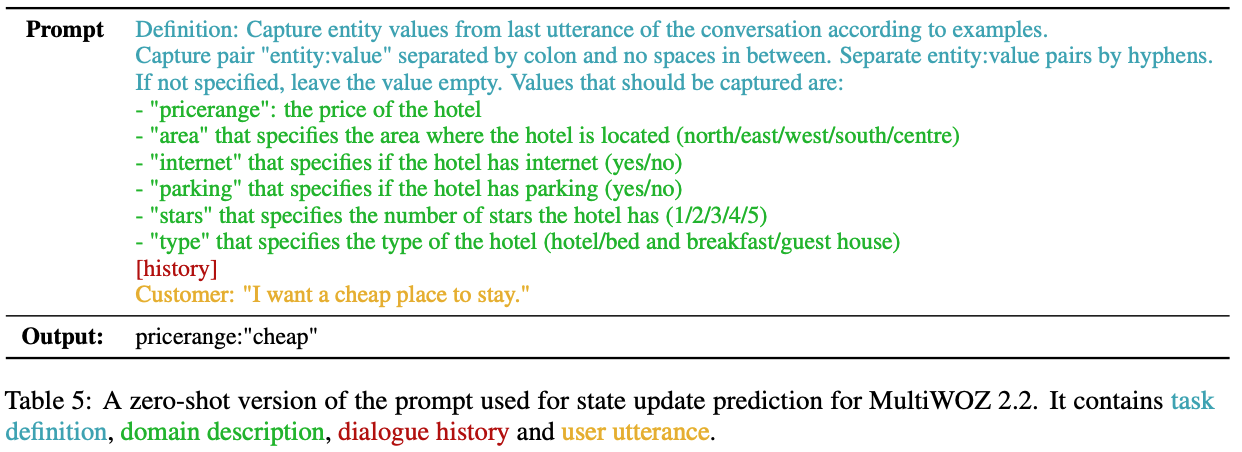 Prompt Definition: Capture entity values from last utterance of the conversation according to examples.
Capture pair "entity:value" separated by colon and no spaces in between. Separate entity:value pairs by hyphens.
If not specified, leave the value empty. Values that should be captured are:
- "pricerange": the price of the hotel
- "area" that specifies the area where the hotel is located (north/east/west/south/centre)
- "internet" that specifies if the hotel has internet (yes/no)
- "parking" that specifies if the hotel has parking (yes/no)
- "stars" that specifies the number of stars the hotel has (1/2/3/4/5)
- "type" that specifies the type of the hotel (hotel/bed and breakfast/guest house)
[history]
Customer: "I want a cheap place to stay."
Output: pricerange:"cheap"
Table 5: A zero-shot version of the prompt used for state update prediction for MultiWOZ 2.2. It contains task
definition, domain description, dialogue history and user utterance.